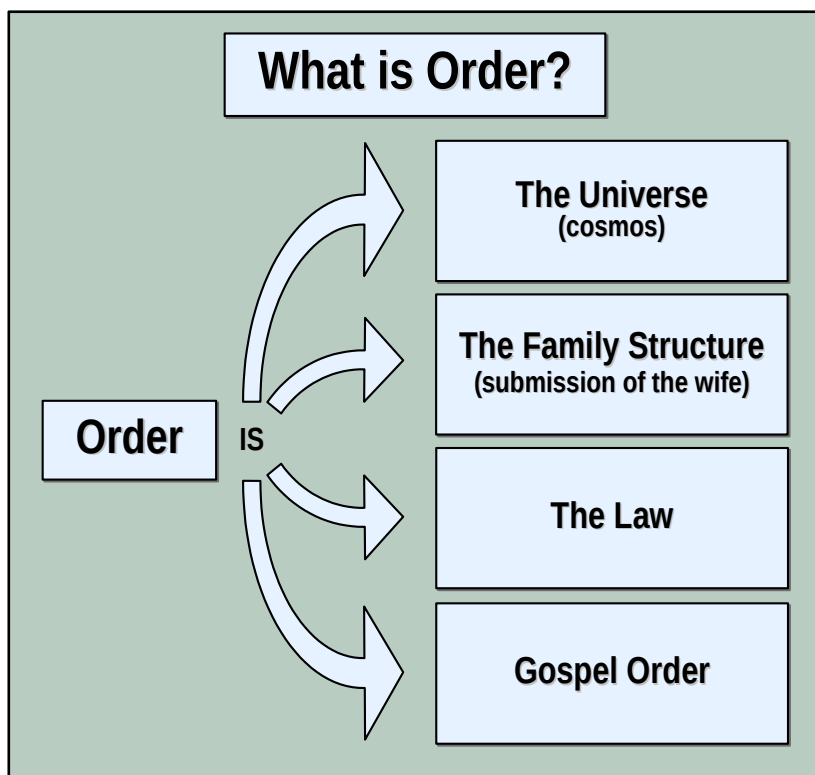 What is Order?
The Universe
(cosmos)
The Family Structure
(submission of the wife)
Order
IS
The Law
Gospel Order